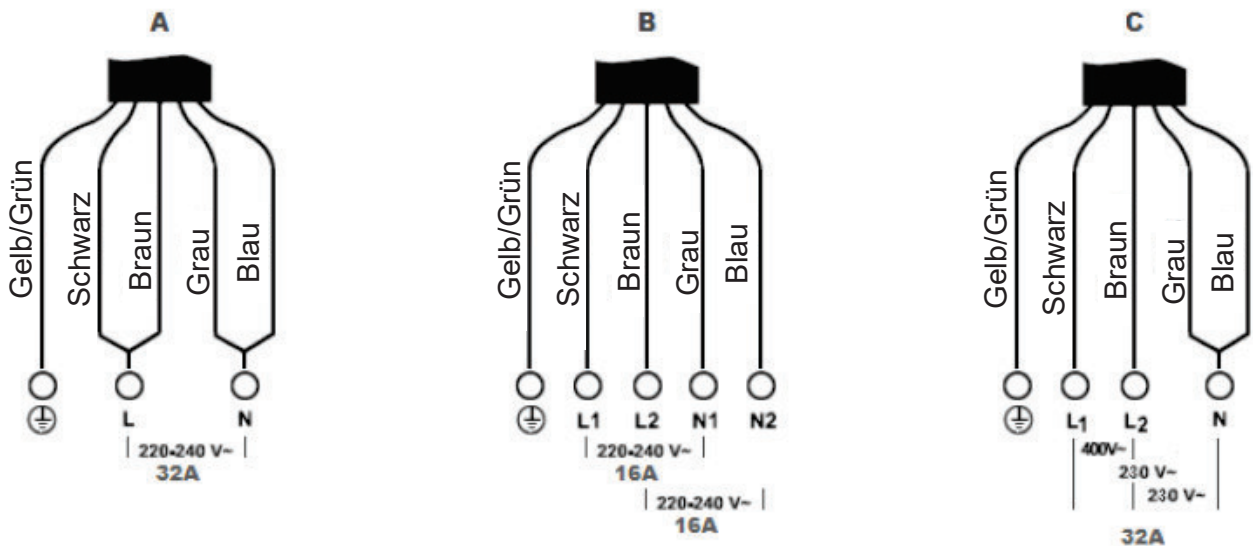 A
Gelb/Grün
Schwarz
Braun
Grau
Blau
L
N
220-240 V~
32A
B
Gelb/Grün
Schwarz
Braun
Grau
Blau
L1
L2
N1
N2
220-240 V~
16A
220-240 V~
16A
C
Gelb/Grün
Schwarz
Braun
Grau
Blau
L1
L2
N
400V~
230 V~
230 V~
32A